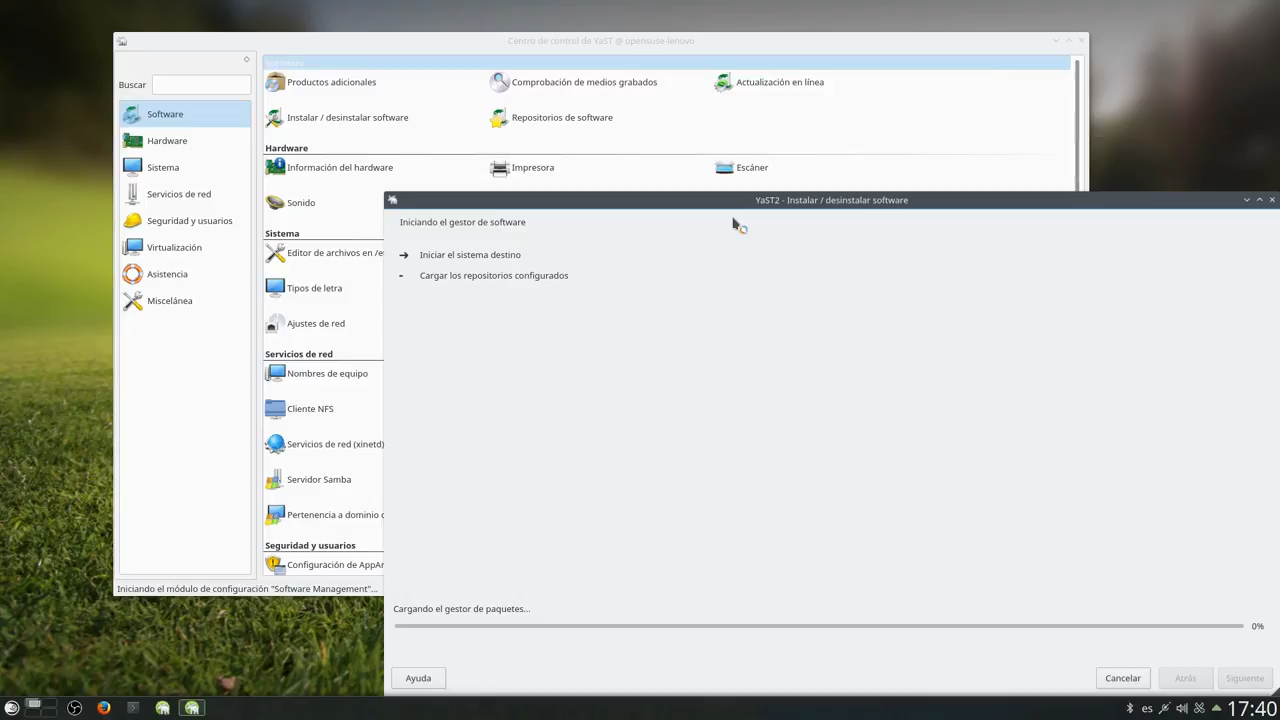 Centro de control de YaST @ opensuse-lenovo
Buscar
Software
Hardware
Sistema
Servicios de red
Seguridad y usuarios
Virtualización
Asistencia
Miscelánea
Software
Productos adicionales
Comprobación de medios grabados
Actualización en línea
Instalar / desinstalar software
Repositorios de software
Hardware
Información del hardware
Impresora
Escáner
Sonido
Sistema
Editor de archivos en /et
Tipos de letra
Ajustes de red
Servicios de red
Nombres de equipo
Cliente NFS
Servicios de red (xinetd)
Servidor Samba
Pertenencia a dominio d
Seguridad y usuarios
Configuración de AppAr
Iniciando el módulo de configuración "Software Management"...
YaST2 - Instalar / desinstalar software
Iniciando el gestor de software
Iniciar el sistema destino
- Cargar los repositorios configurados
Cargando el gestor de paquetes...
0%
Ayuda
Cancelar
Atrás
Siguiente
es
17:40